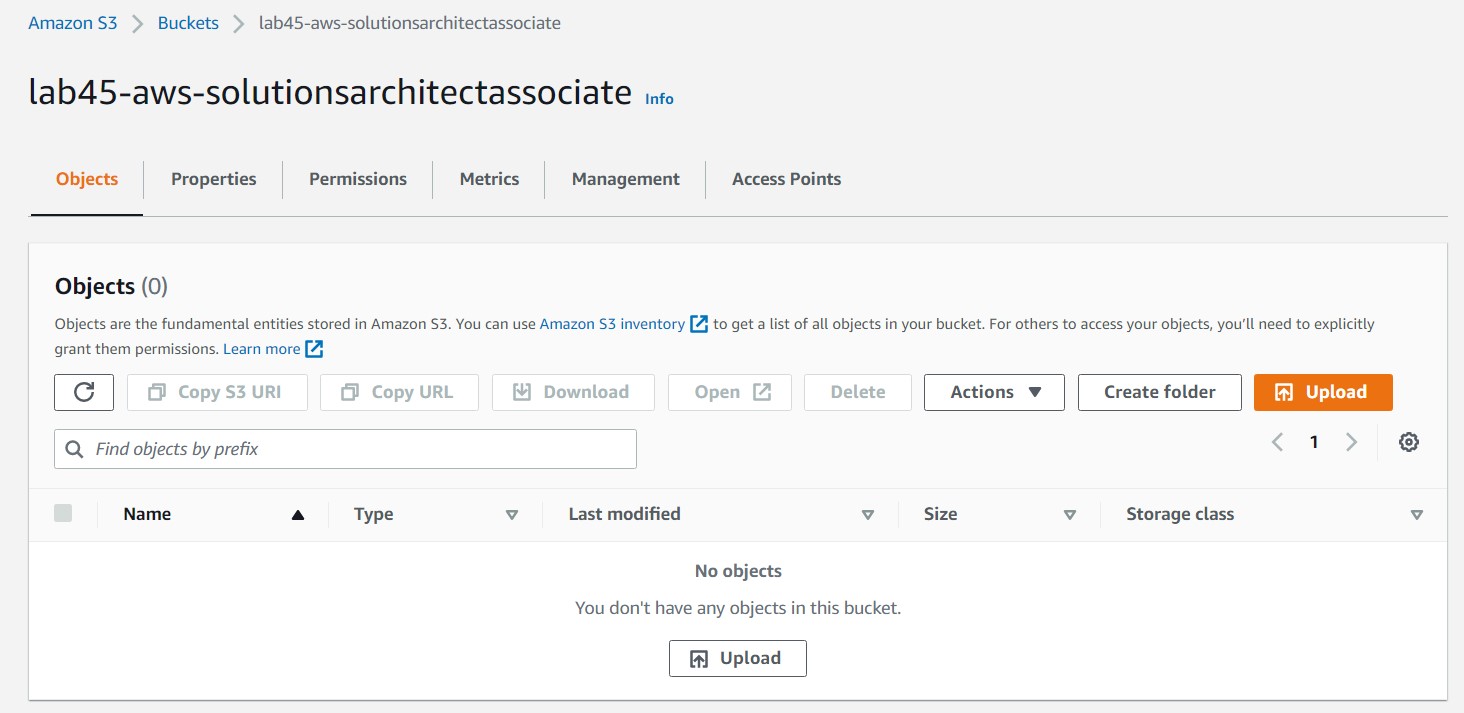 Amazon S3 Buckets lab45-aws-solutionsarchitectassociate
lab45-aws-solutionsarchitectassociate Info
Objects Properties Permissions Metrics Management Access Points
Objects (0)
Objects are the fundamental entities stored in Amazon S3. You can use Amazon S3 inventory to get a list of all objects in your bucket. For others to access your objects, you’ll need to explicitly
grant them permissions. Learn more
Copy S3 URI Copy URL Download Open Delete Actions Create folder Upload
Find objects by prefix 1
Name Type Last modified Size Storage class
No objects
You don't have any objects in this bucket.
Upload